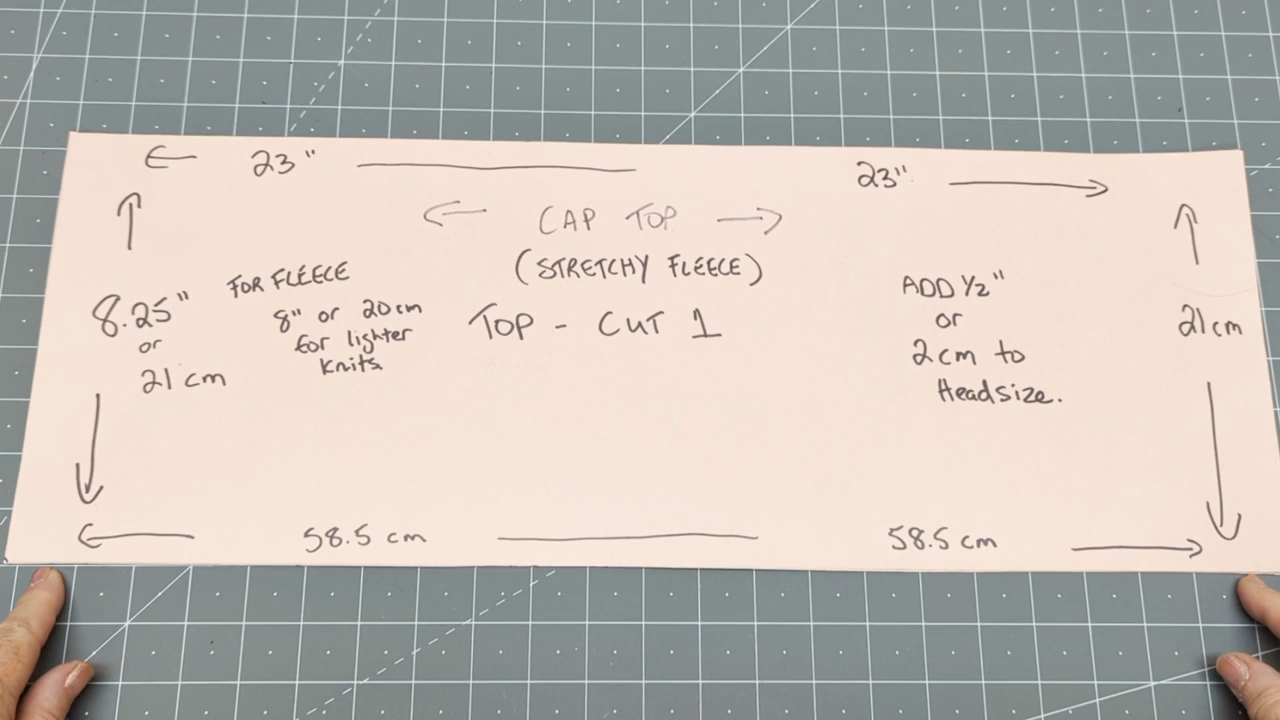 23" 23"
CAP TOP
(STRETCHY FLEECE)
TOP - CUT 1
8.25"
or
21 cm
FOR FLEECE
8" or 20cm
for lighter
knits
ADD 1/2"
or
2cm to
Headsize.
21cm
58.5 cm 58.5 cm